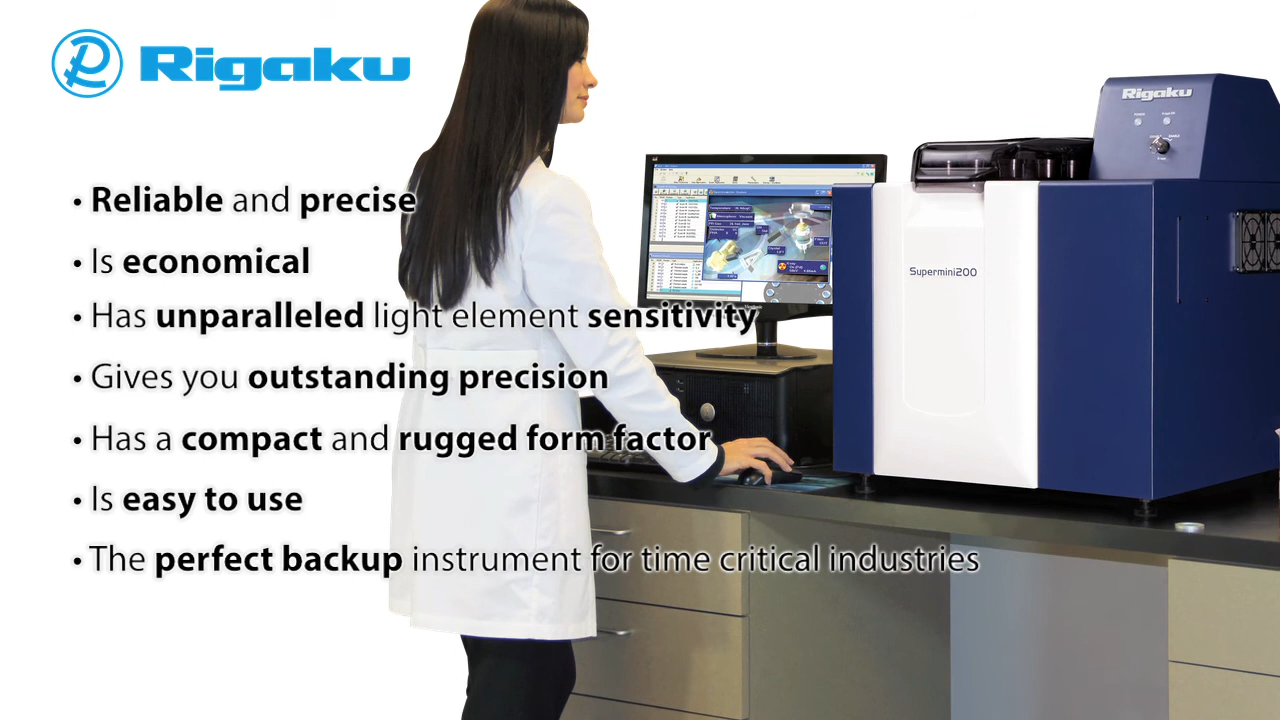 Rigaku
• Reliable and precise
• Is economical
• Has unparalleled light element sensitivity
• Gives you outstanding precision
• Has a compact and rugged form factor
• Is easy to use
• The perfect backup instrument for time critical industries
Rigaku
Supermini200